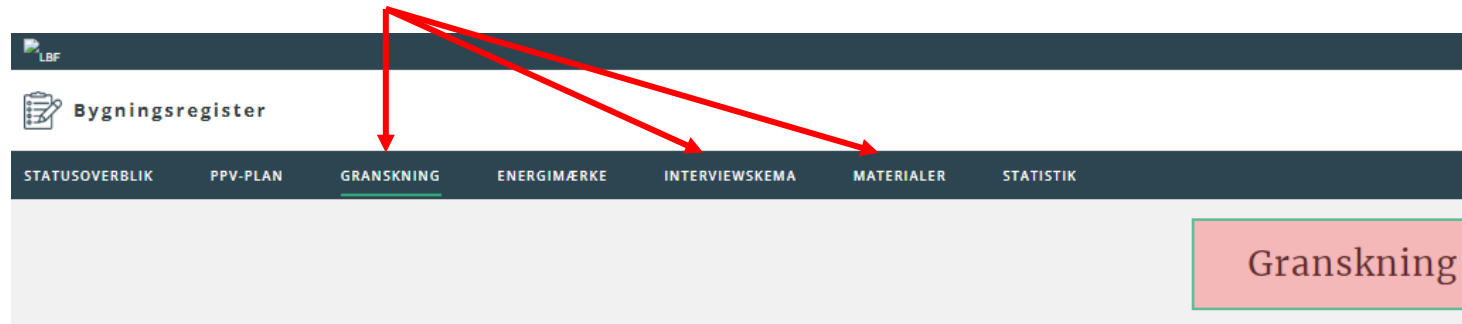 LBF
Bygningsregister
STATUSOVERBLIK PPV-PLAN GRANSKNING ENERGIMÆRKE INTERVIEWSKEMA MATERIALER STATISTIK
Granskning